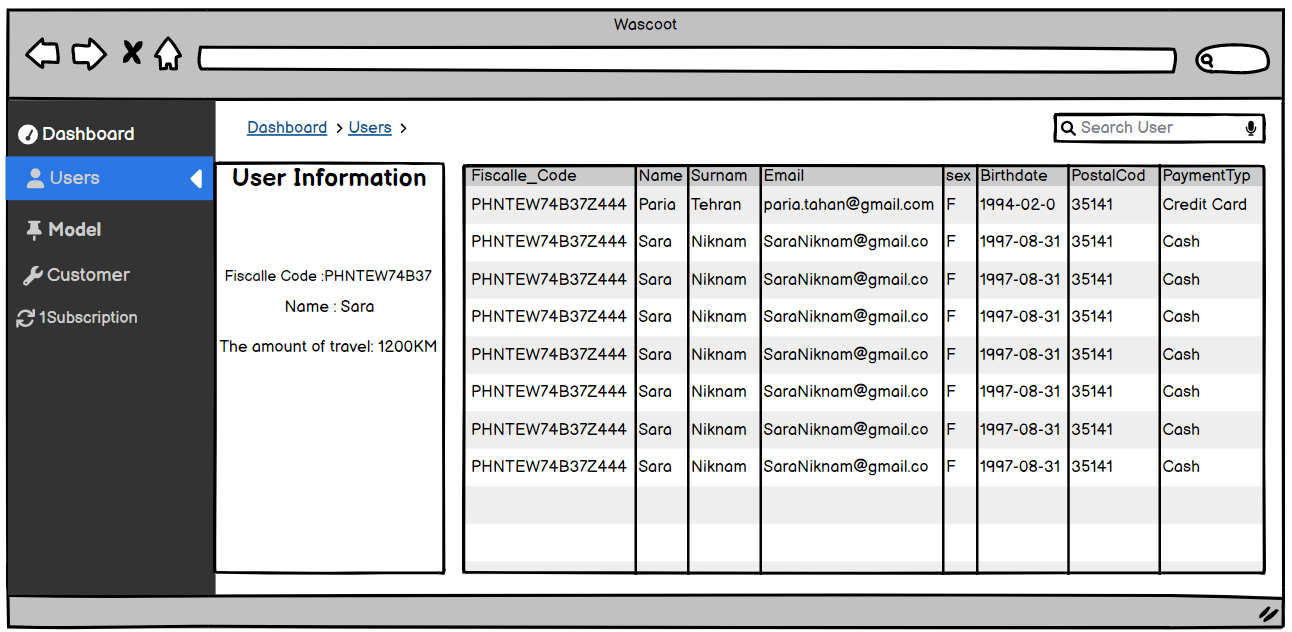 Wascoot
Dashboard
Users
Model
Customer
1Subscription
Dashboard > Users >
Search User
User Information
Fiscalle Code :PHNTEW74B37
Name : Sara
The amount of travel: 1200KM
Fiscalle_Code Name Surnam Email sex Birthdate PostalCod PaymentTyp
PHNTEW74B37Z444 Paria Tehran paria.tahan@gmail.com F 1994-02-0 35141 Credit Card
PHNTEW74B37Z444 Sara Niknam SaraNiknam@gmail.co F 1997-08-31 35141 Cash
PHNTEW74B37Z444 Sara Niknam SaraNiknam@gmail.co F 1997-08-31 35141 Cash
PHNTEW74B37Z444 Sara Niknam SaraNiknam@gmail.co F 1997-08-31 35141 Cash
PHNTEW74B37Z444 Sara Niknam SaraNiknam@gmail.co F 1997-08-31 35141 Cash
PHNTEW74B37Z444 Sara Niknam SaraNiknam@gmail.co F 1997-08-31 35141 Cash
PHNTEW74B37Z444 Sara Niknam SaraNiknam@gmail.co F 1997-08-31 35141 Cash
PHNTEW74B37Z444 Sara Niknam SaraNiknam@gmail.co F 1997-08-31 35141 Cash